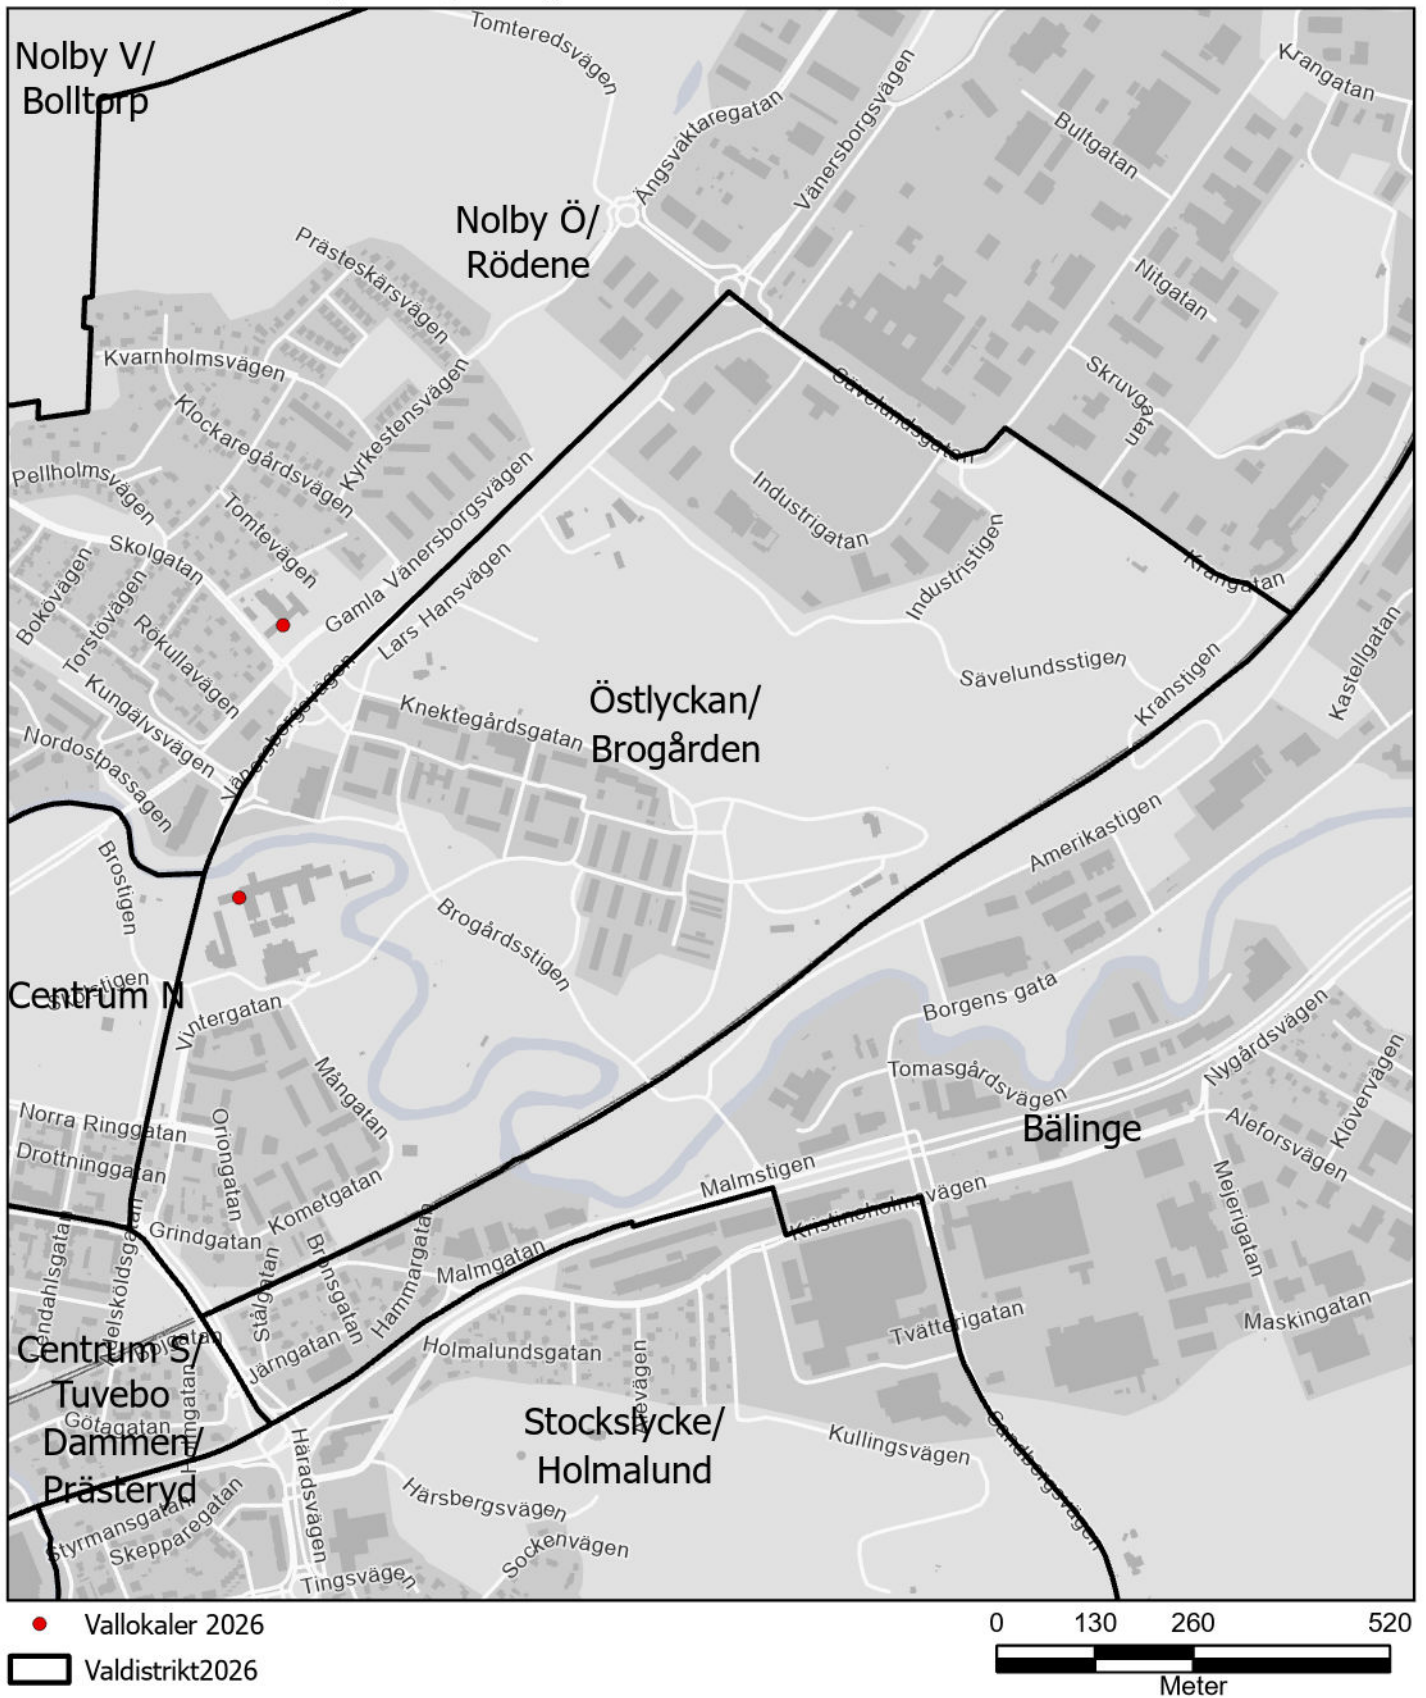 Tomteredsvägen
Nolby V/
Bolltorp
Krangatan
Ängsväktaregatan
Vänersborgsvägen
Bultgatan
Nolby Ö/
Rödene
Prästeskärsvägen
Nitgatan
Kvarnholmsvägen
Kyrkestensvägen
Sävelundsgatan
Skruvgatan
Klockaregårdsvägen
Pellholmsvägen
Tomtevägen
Industrigatan
Skolgatan
Gamla Vänersborgsvägen
Lars Hansvägen
Industristigen
Krangatan
Bokövägen
Torstövägen
Rökullavägen
Sävelundsstigen
Kranstigen
Kastellgatan
Östlyckan/
Brogården
Kungälvsvägen
Vänersborgsvägen
Knektegårdsgatan
Nordostpassagen
Amerikastigen
Brostigen
Brogårdsstigen
Centrum N
Vintergatan
Borgens gata
Nygårdsvägen
Månggatan
Tomasgårdsvägen
Klövervägen
Norra Ringgatan
Oriongatan
Bälinge
Aleforsvägen
Drottninggatan
Malmstigen
Mejerigatan
Kometgatan
Kristineholmsvägen
Grindgatan
Malmgatan
Hammargatan
Bronsgatan
Stålgatan
Järngatan
Tvätterigatan
Maskingatan
Holmalundsgatan
Centrum S/
Tuvebo
Götagatan
Dammen/
Prästeryd
Stockslycke/
Holmalund
Kullingsvägen
Sandbergsvägen
Häradsvägen
Härsbergsvägen
Styrmansgatan
Skepparegatan
Sockenvägen
Tingsvägen
Vallokaler 2026
Valdistrikt2026
0 130 260 520
Meter